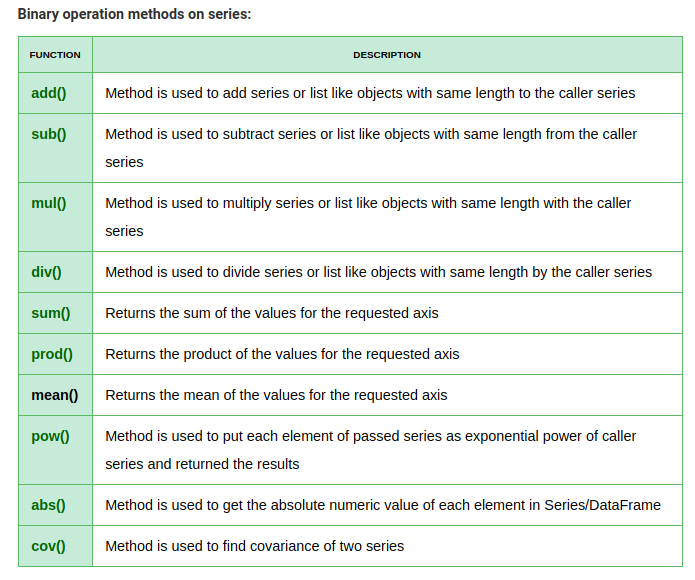 Binary operation methods on series:
FUNCTION DESCRIPTION
add() Method is used to add series or list like objects with same length to the caller series
sub() Method is used to subtract series or list like objects with same length from the caller
series
mul() Method is used to multiply series or list like objects with same length with the caller
series
div() Method is used to divide series or list like objects with same length by the caller series
sum() Returns the sum of the values for the requested axis
prod() Returns the product of the values for the requested axis
mean() Returns the mean of the values for the requested axis
pow() Method is used to put each element of passed series as exponential power of caller
series and returned the results
abs() Method is used to get the absolute numeric value of each element in Series/DataFrame
cov() Method is used to find covariance of two series